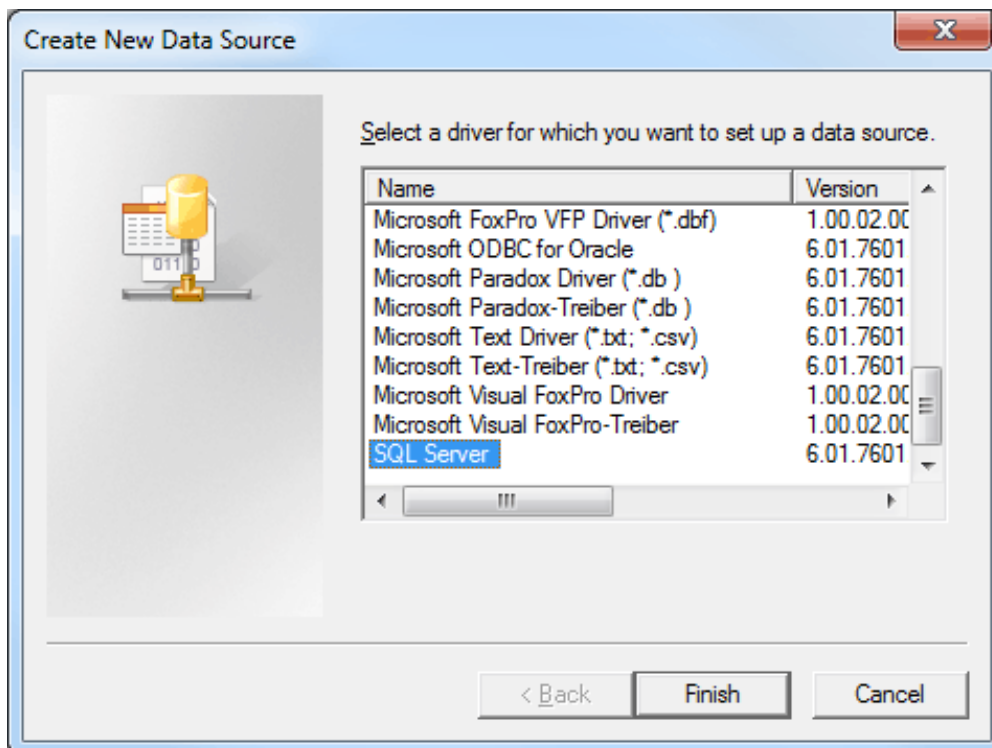 Create New Data Source
Select a driver for which you want to set up a data source.
Name Version
Microsoft FoxPro VFP Driver (*.dbf) 1.00.02.00
Microsoft ODBC for Oracle 6.01.7601
Microsoft Paradox Driver (*.db ) 6.01.7601
Microsoft Paradox-Treiber (*.db ) 6.01.7601
Microsoft Text Driver (*.txt; *.csv) 6.01.7601
Microsoft Text-Treiber (*.txt; *.csv) 6.01.7601
Microsoft Visual FoxPro Driver 1.00.02.00
Microsoft Visual FoxPro-Treiber 1.00.02.00
SQL Server 6.01.7601
< Back Finish Cancel